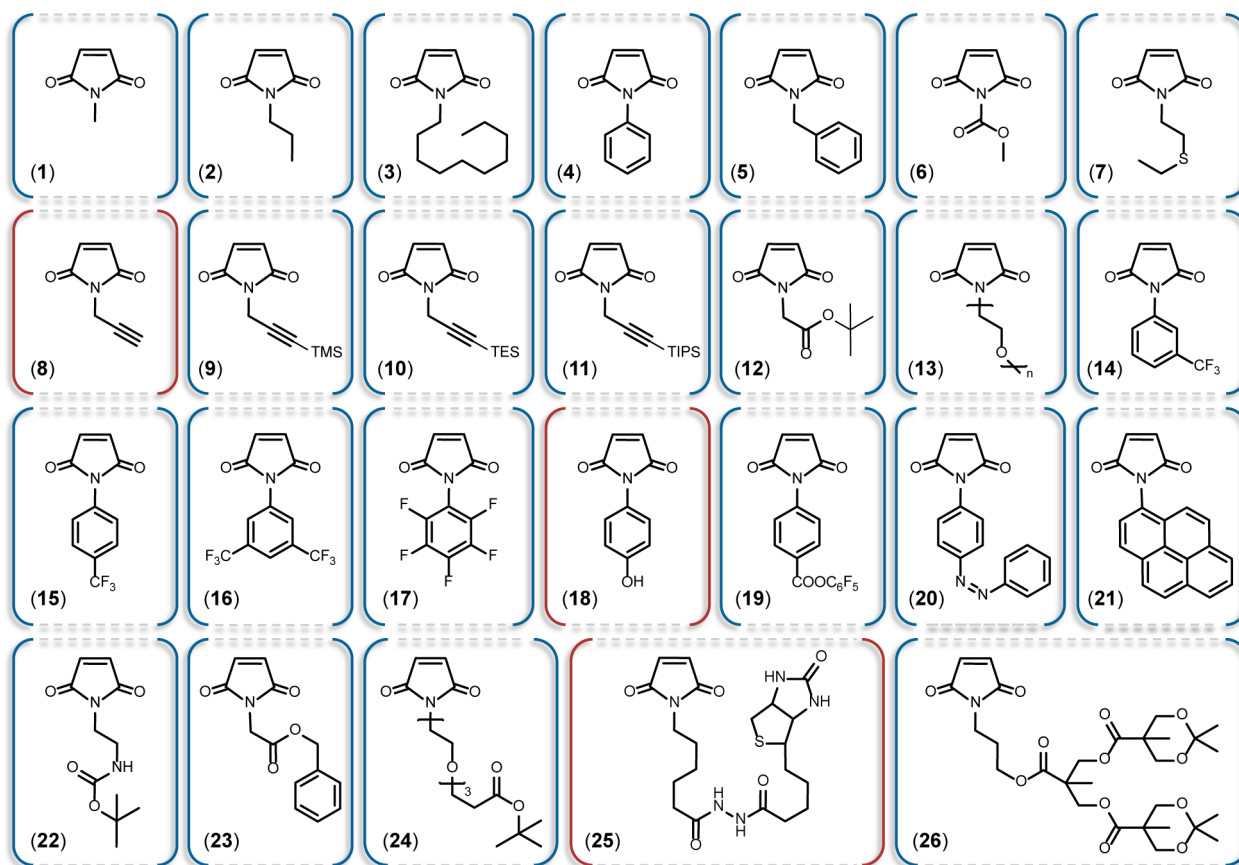 O N O
(1)
O N O
(2)
O N O
(3)
O N O
(4)
O N O
(5)
O N O
O
O
(6)
O N O
S
(7)
O N O
(8)
O N O
TMS
(9)
O N O
TES
(10)
O N O
TIPS
(11)
O N O
O
O
(12)
O N O
O
n
(13)
O N O
CF3
(14)
O N O
CF3
(15)
O N O
CF3 CF3
(16)
O N O
F F
F F
F
(17)
O N O
OH
(18)
O N O
COOC6F5
(19)
O N O
N N
(20)
O N O
(21)
O N O
NH
O
O
(22)
O N O
O
O
(23)
O N O
O
3
O
O
(24)
O N O
O
HN
NH
S
H
N
N
H
O O
(25)
O N O
O
O
O
O
O
O
O
O
O
O
O
O
(26)